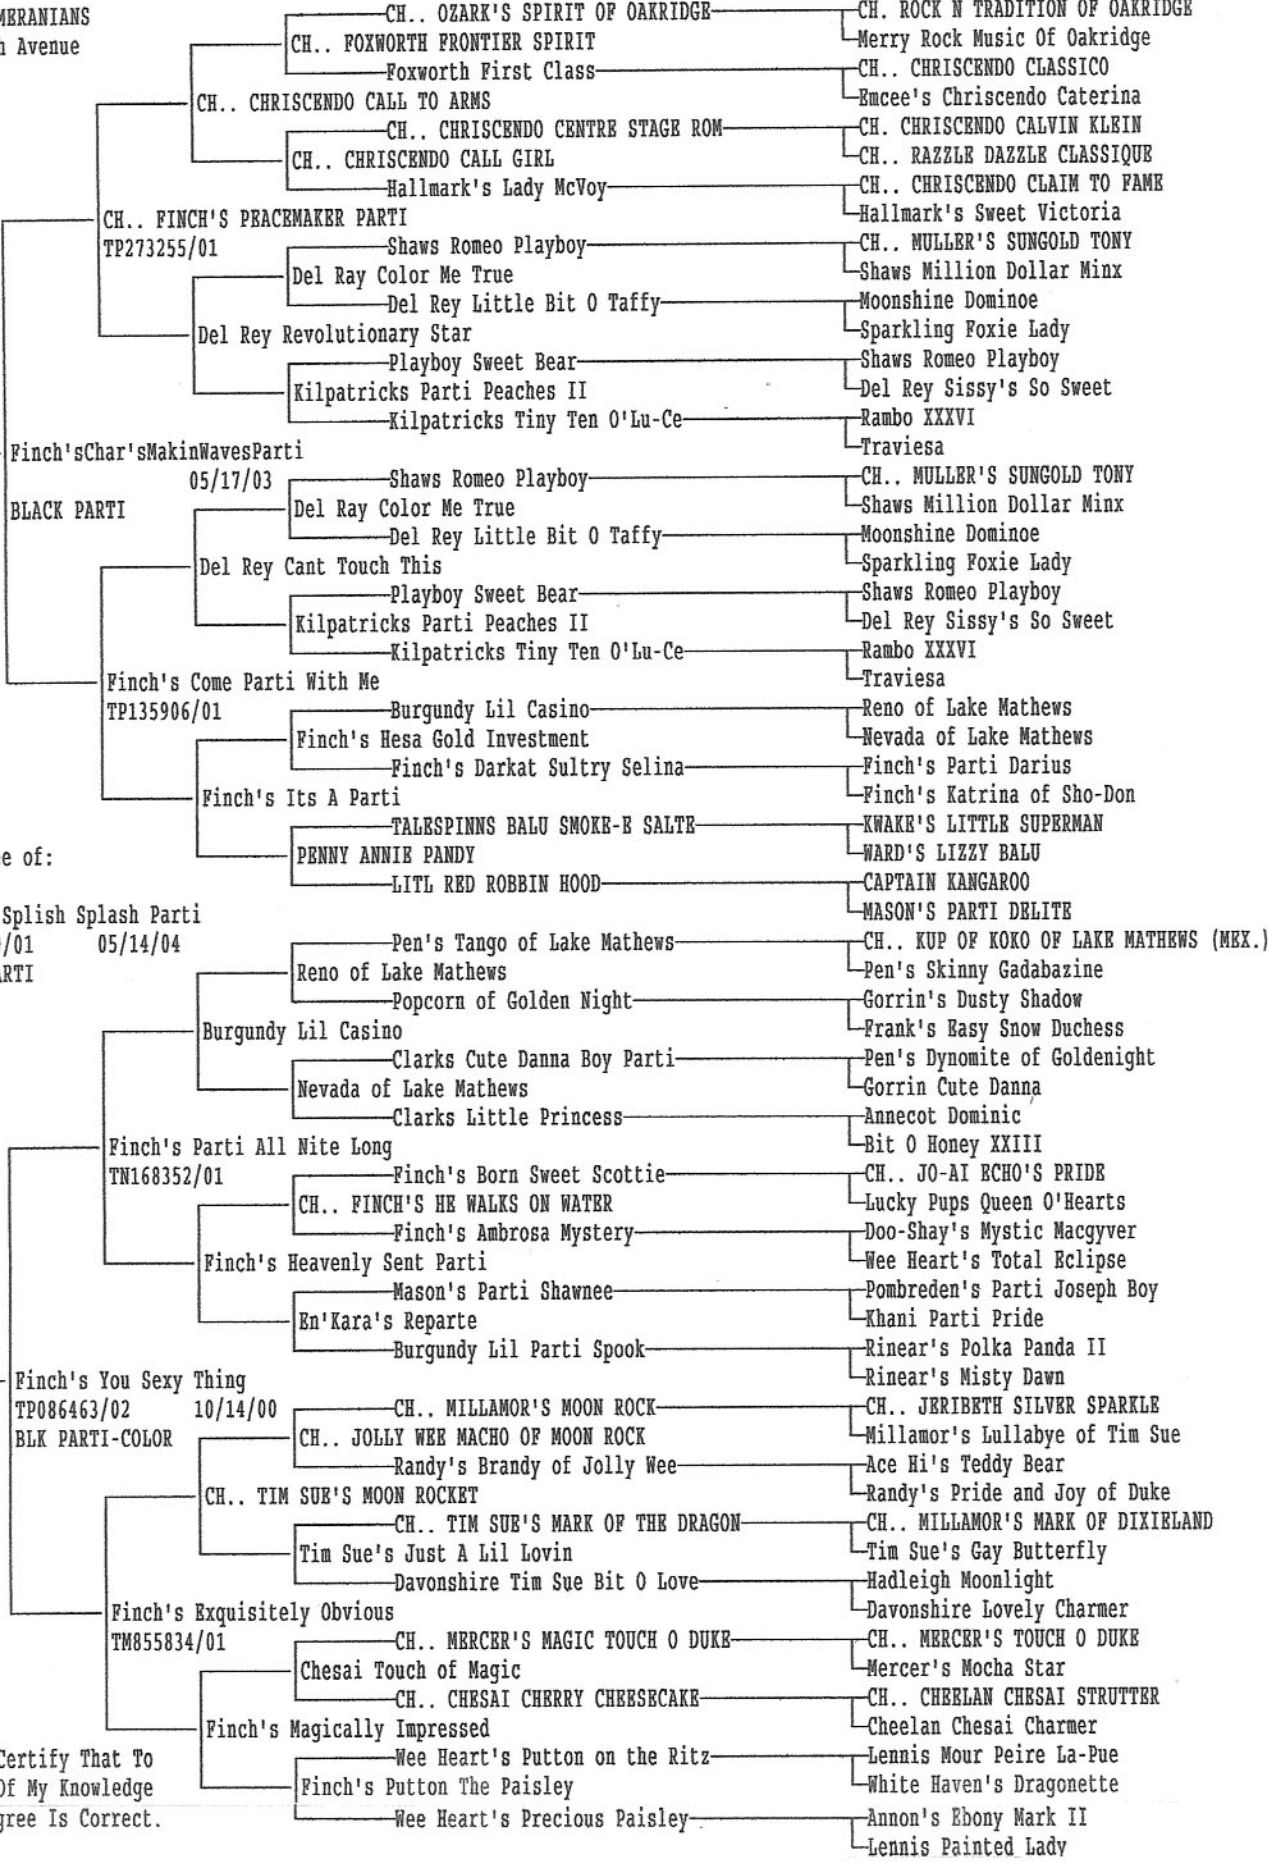 MERANIANS
Avenue
CH.. OZARK'S SPIRIT OF OAKRIDGE
CH. ROCK N TRADITION OF OAKRIDGE
CH.. FOXWORTH FRONTIER SPIRIT
Merry Rock Music Of Oakridge
Foxworth First Class
CH.. CHRISCENDO CLASSICO
CH.. CHRISCENDO CALL TO ARMS
Emcee's Chriscendo Caterina
CH.. CHRISCENDO CENTRE STAGE ROM
CH. CHRISCENDO CALVIN KLEIN
CH.. CHRISCENDO CALL GIRL
CH.. RAZZLE DAZZLE CLASSIQUE
Hallmark's Lady McVoy
CH.. CHRISCENDO CLAIM TO FAME
CH.. FINCH'S PEACEMAKER PARTI
Hallmark's Sweet Victoria
TP273255/01
Shaws Romeo Playboy
CH.. MULLER'S SUNGOLD TONY
Del Ray Color Me True
Shaws Million Dollar Minx
Del Rey Little Bit O Taffy
Moonshine Dominoe
Del Rey Revolutionary Star
Sparkling Foxie Lady
Playboy Sweet Bear
Shaws Romeo Playboy
Kilpatricks Parti Peaches II
Del Rey Sissy's So Sweet
Kilpatricks Tiny Ten O'Lu-Ce
Rambo XXXVI
Finch'sChar'sMakinWavesParti
Traviesa
05/17/03
Shaws Romeo Playboy
CH.. MULLER'S SUNGOLD TONY
BLACK PARTI
Del Ray Color Me True
Shaws Million Dollar Minx
Del Rey Little Bit O Taffy
Moonshine Dominoe
Del Rey Cant Touch This
Sparkling Foxie Lady
Playboy Sweet Bear
Shaws Romeo Playboy
Kilpatricks Parti Peaches II
Del Rey Sissy's So Sweet
Kilpatricks Tiny Ten O'Lu-Ce
Rambo XXXVI
Finch's Come Parti With Me
Traviesa
TP135906/01
Burgundy Lil Casino
Reno of Lake Mathews
Finch's Hesa Gold Investment
Nevada of Lake Mathews
Finch's Darkat Sultry Selina
Finch's Parti Darius
Finch's Its A Parti
Finch's Katrina of Sho-Don
TALESPINNS BALU SMOKE-E SALTE
KWAKE'S LITTLE SUPERMAN
e of:
PENNY ANNIE PANDY
WARD'S LIZZY BALU
LITL RED ROBBIN HOOD
CAPTAIN KANGAROO
Splish Splash Parti
MASON'S PARTI DELITE
/01 05/14/04
Pen's Tango of Lake Mathews
CH.. KUP OF KOKO OF LAKE MATHEWS (MEX.)
ARTI
Reno of Lake Mathews
Pen's Skinny Gadabazine
Popcorn of Golden Night
Gorrin's Dusty Shadow
Burgundy Lil Casino
Frank's Easy Snow Duchess
Clarks Cute Danna Boy Parti
Pen's Dynomite of Goldenight
Nevada of Lake Mathews
Gorrin Cute Danna
Clarks Little Princess
Annecot Dominic
Finch's Parti All Nite Long
Bit O Honey XXIII
TN168352/01
Finch's Born Sweet Scottie
CH.. JO-AI ECHO'S PRIDE
CH.. FINCH'S HE WALKS ON WATER
Lucky Pups Queen O'Hearts
Finch's Ambrosa Mystery
Doo-Shay's Mystic Macgyver
Finch's Heavenly Sent Parti
Wee Heart's Total Eclipse
Mason's Parti Shawnee
Pombreden's Parti Joseph Boy
En'Kara's Reparte
Khani Parti Pride
Burgundy Lil Parti Spook
Rinear's Polka Panda II
Finch's You Sexy Thing
Rinear's Misty Dawn
TP086463/02 10/14/00
CH.. MILLAMOR'S MOON ROCK
CH.. JERIBETH SILVER SPARKLE
BLK PARTI-COLOR
CH.. JOLLY WEE MACHO OF MOON ROCK
Millamor's Lullabye of Tim Sue
Randy's Brandy of Jolly Wee
Ace Hi's Teddy Bear
CH.. TIM SUE'S MOON ROCKET
Randy's Pride and Joy of Duke
CH.. TIM SUE'S MARK OF THE DRAGON
CH.. MILLAMOR'S MARK OF DIXIELAND
Tim Sue's Just A Lil Lovin
Tim Sue's Gay Butterfly
Davonshire Tim Sue Bit O Love
Hadleigh Moonlight
Finch's Exquisitely Obvious
Davonshire Lovely Charmer
TM855834/01
CH.. MERCER'S MAGIC TOUCH O DUKE
CH.. MERCER'S TOUCH O DUKE
Chesai Touch of Magic
Mercer's Mocha Star
CH.. CHESAI CHERRY CHEESECAKE
CH.. CHEELAN CHESAI STRUTTER
Finch's Magically Impressed
Cheelan Chesai Charmer
Certify That To
Wee Heart's Putton on the Ritz
Lennis Mour Peire La-Pue
Of My Knowledge
Finch's Putton The Paisley
White Haven's Dragonette
gree Is Correct.
Wee Heart's Precious Paisley
Annon's Ebony Mark II
Lennis Painted Lady